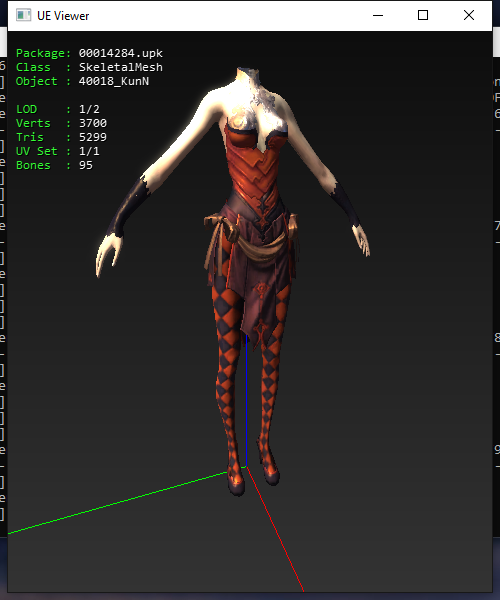 UE Viewer
Package: 00014284.upk
Class : SkeletalMesh
Object : 40018_KunN
LOD : 1/2
Verts : 3700
Tris : 5299
UV Set : 1/1
Bones : 95